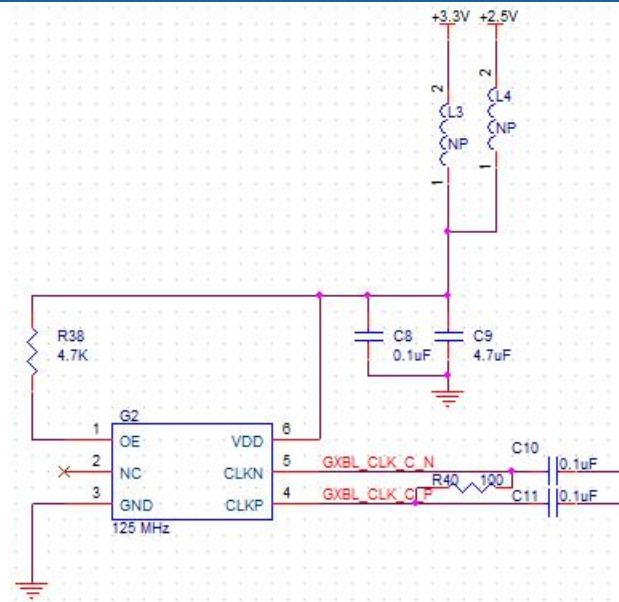 +3.3V +2.5V
2
2
L3
L4
NP
NP
1
1
R38
4.7K
C8
0.1uF
C9
4.7uF
G2
1 OE VDD 6
2 NC CLKN 5 GXBL_CLK_C_N
3 GND CLKP 4 GXBL_CLK_C_P
125 MHz
R40 100
C10
0.1uF
C11 0.1uF